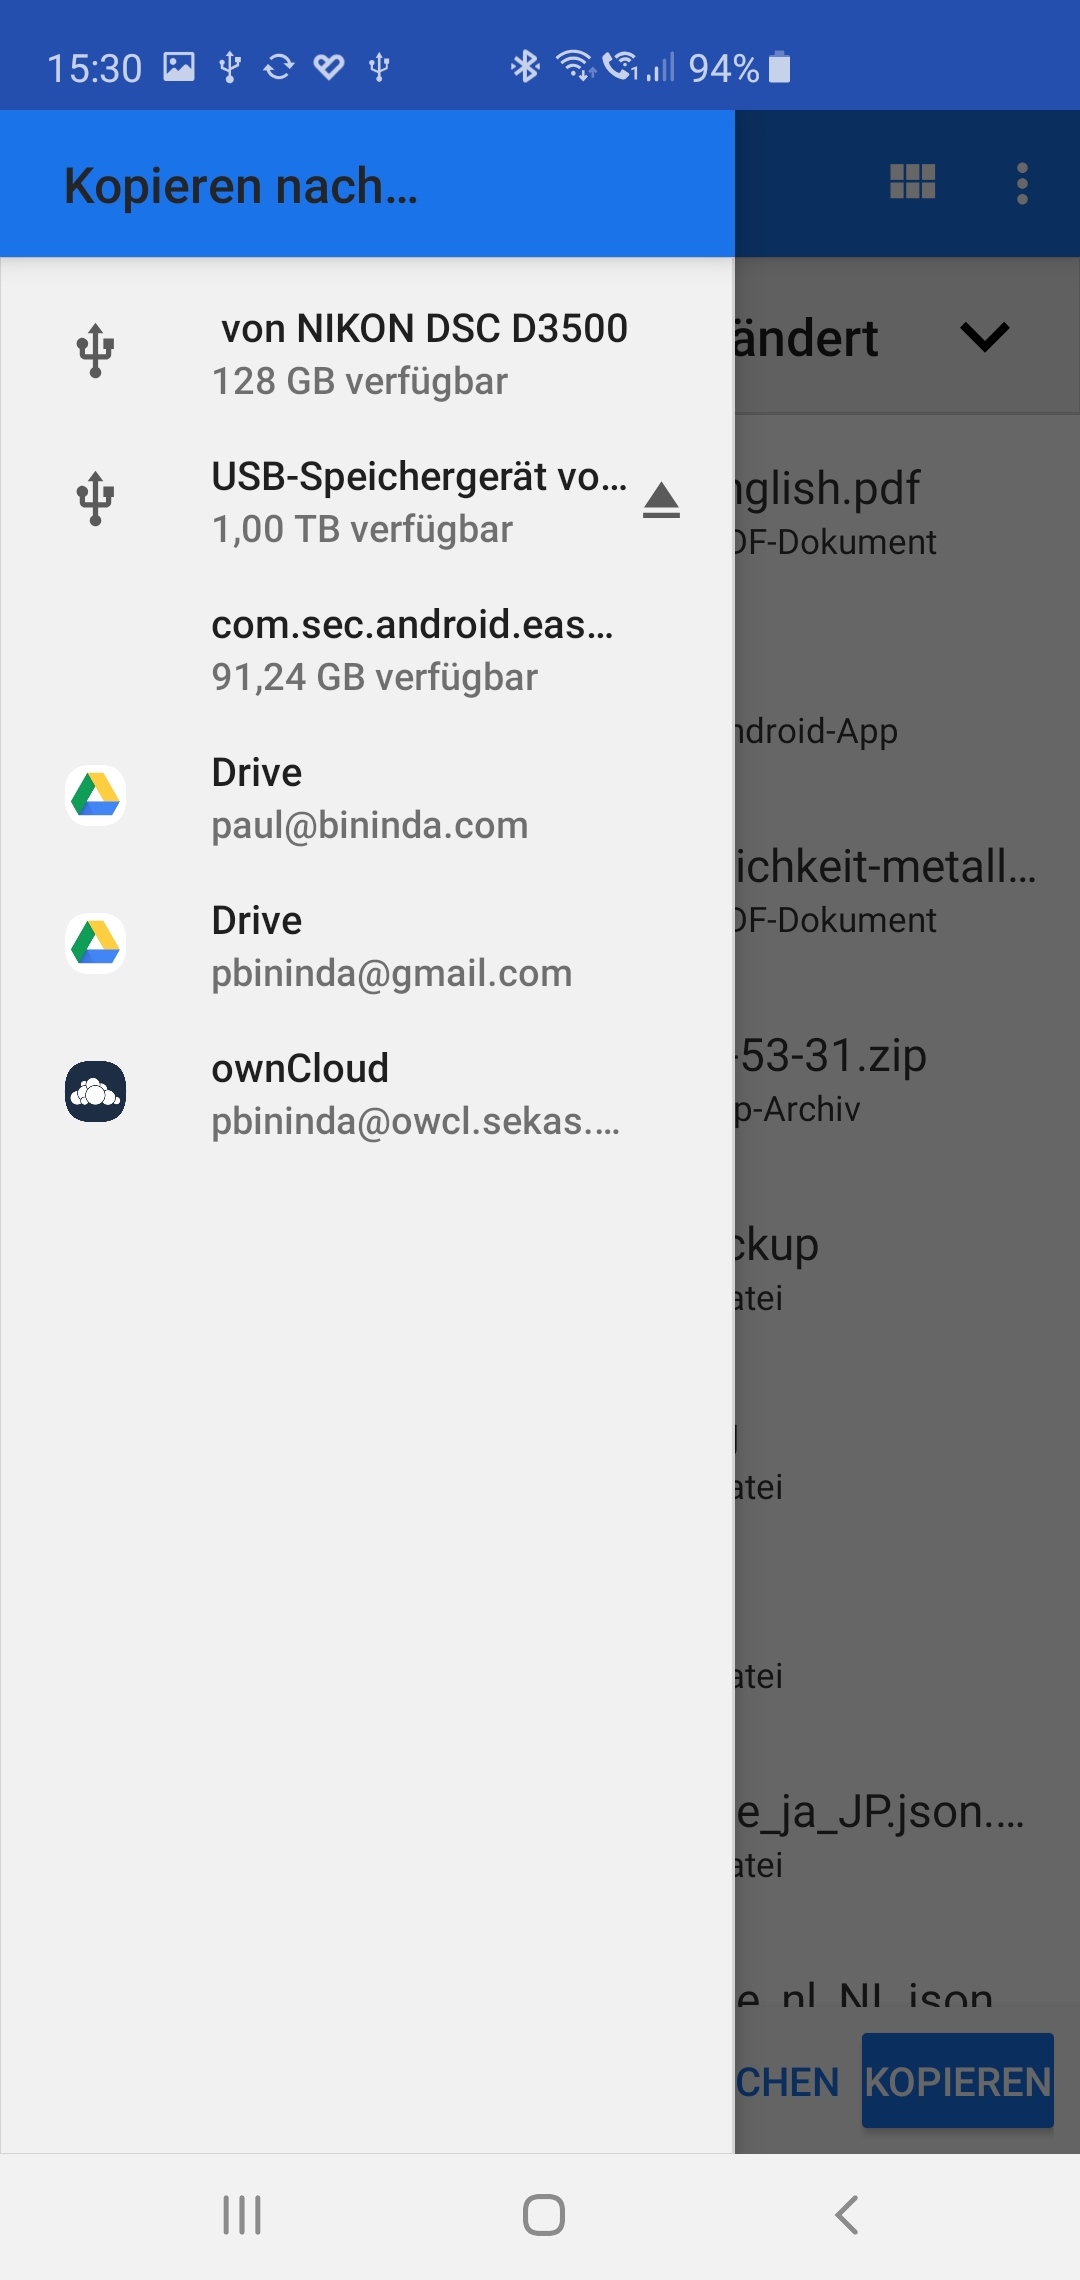 15:30 94%
Kopieren nach...
von NIKON DSC D3500
128 GB verfügbar
USB-Speichergerät vo...
1,00 TB verfügbar
com.sec.android.eas...
91,24 GB verfügbar
Drive
paul@bininda.com
Drive
pbininda@gmail.com
ownCloud
pbininda@owcl.sekas....
ändert
nglish.pdf
DF-Dokument
ndroid-App
ichkeit-metall...
DF-Dokument
-53-31.zip
p-Archiv
ckup
atei
atei
atei
e_ja_JP.json....
atei
e_nl_NL.json
CHEN KOPIEREN